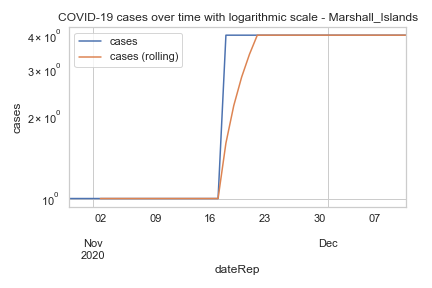 COVID-19 cases over time with logarithmic scale - Marshall_Islands
cases
cases (rolling)
4 × 10⁰
3 × 10⁰
2 × 10⁰
10⁰
cases
02 09 16 23 30 07
Nov Dec
2020
dateRep